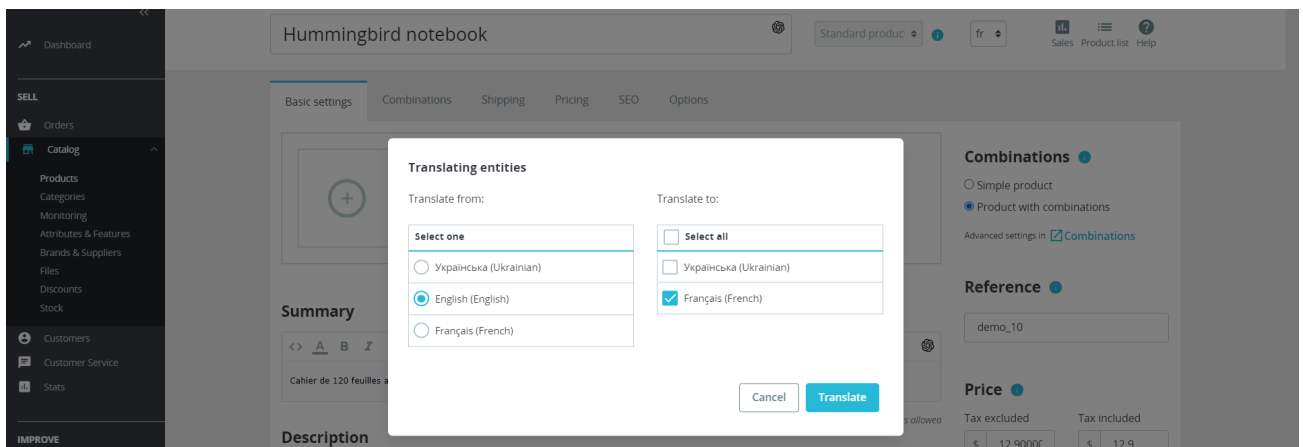 Hummingbird notebook
Standard produc
fr
Sales Product list Help
Dashboard
SELL
Orders
Catalog
Products
Categories
Monitoring
Attributes & Features
Brands & Suppliers
Files
Discounts
Stock
Customers
Customer Service
Stats
IMPROVE
Basic settings Combinations Shipping Pricing SEO Options
Summary
Cahier de 120 feuilles a
s allowed
Description
Translating entities
Translate from:
Select one
Українська (Ukrainian)
English (English)
Français (French)
Translate to:
Select all
Українська (Ukrainian)
Français (French)
Cancel Translate
Combinations
Simple product
Product with combinations
Advanced settings in Combinations
Reference
demo_10
Price
Tax excluded Tax included
$ 12.90000 $ 12.9